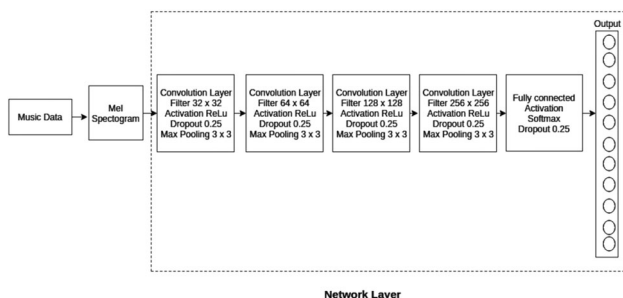 Output
Music Data
Mel
Spectrogram
Convolution Layer
Filter 32 x 32
Activation ReLu
Dropout 0.25
Max Pooling 3 x 3
Convolution Layer
Filter 64 x 64
Activation ReLu
Dropout 0.25
Max Pooling 3 x 3
Convolution Layer
Filter 128 x 128
Activation ReLu
Dropout 0.25
Max Pooling 3 x 3
Convolution Layer
Filter 256 x 256
Activation ReLu
Dropout 0.25
Max Pooling 3 x 3
Fully connected
Activation
Softmax
Dropout 0.25
Network Layer